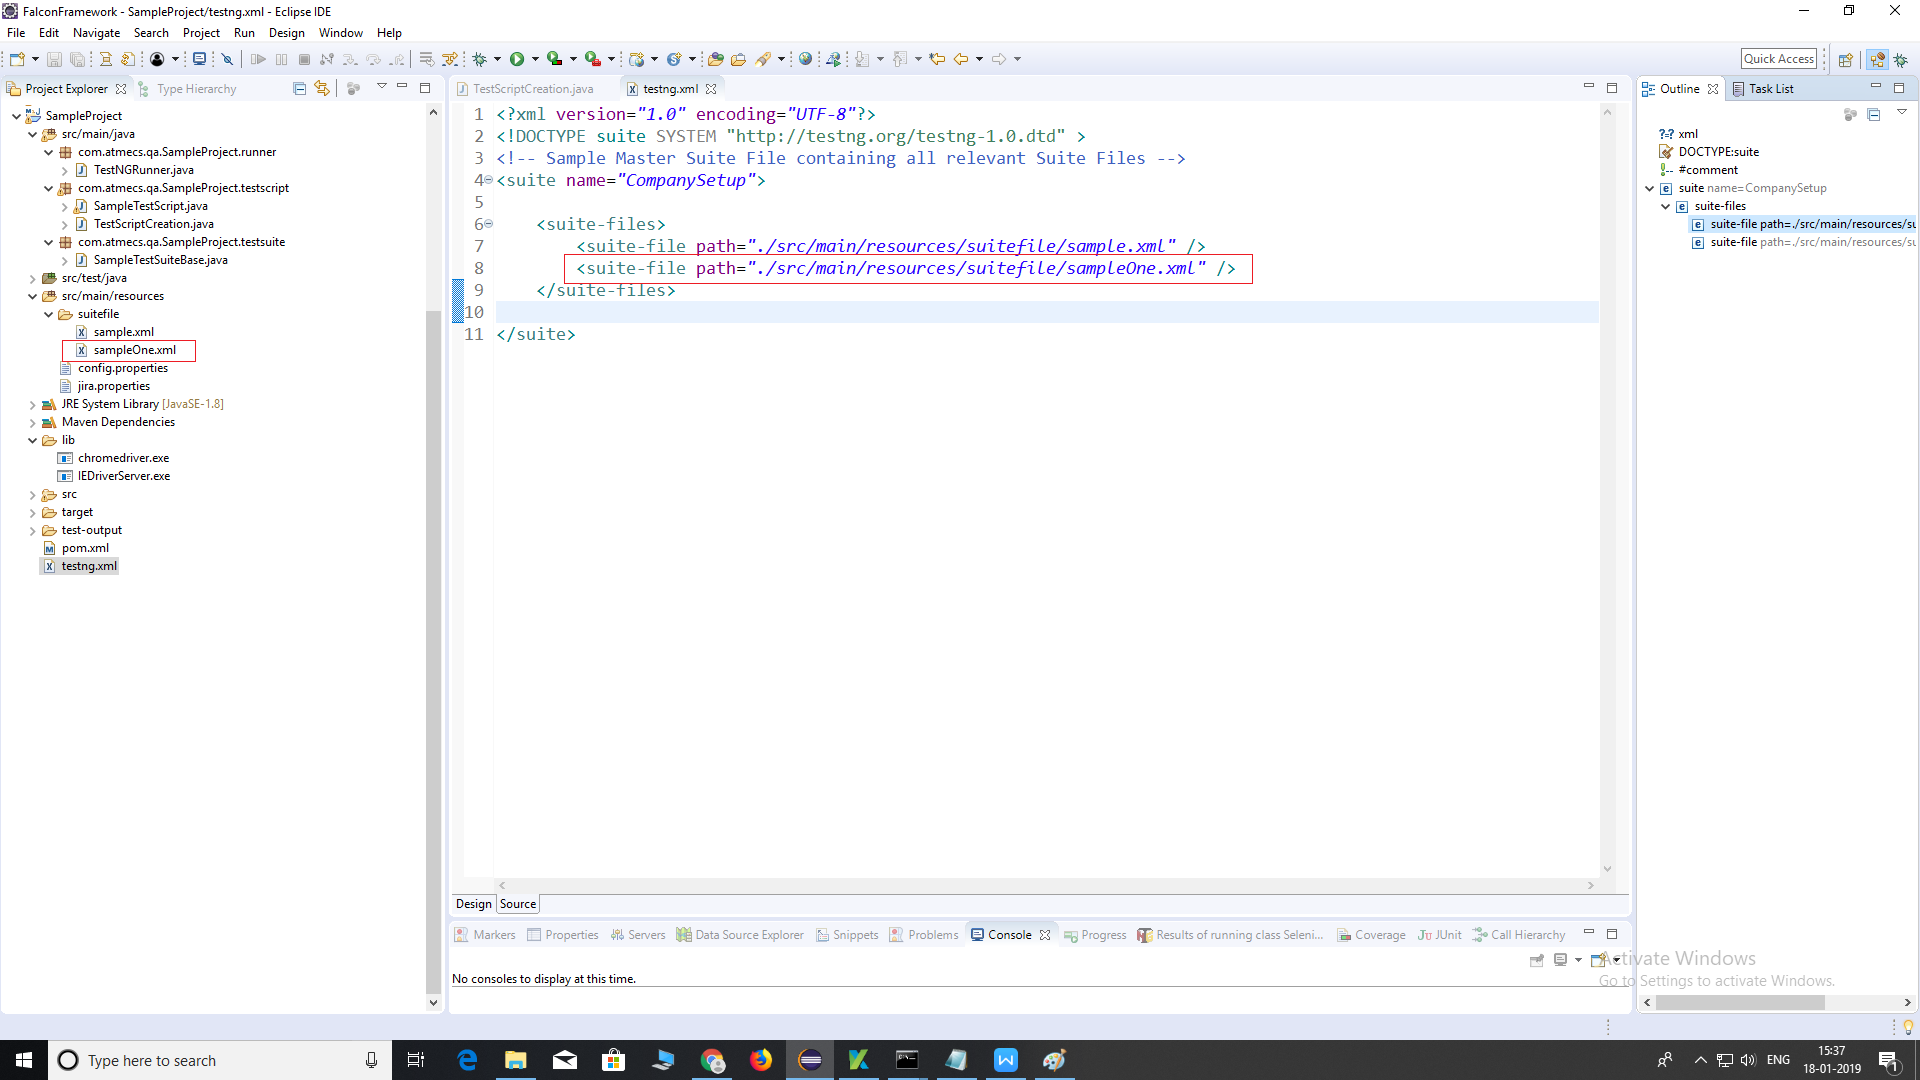 FalconFramework - SampleProject/testng.xml - Eclipse IDE
File Edit Navigate Search Project Run Design Window Help
Quick Access
Project Explorer
Type Hierarchy
SampleProject
src/main/java
com.atmecs.qa.SampleProject.runner
TestNGRunner.java
com.atmecs.qa.SampleProject.testscript
SampleTestScript.java
TestScriptCreation.java
com.atmecs.qa.SampleProject.testsuite
SampleTestSuiteBase.java
src/test/java
src/main/resources
suitefile
sample.xml
sampleOne.xml
config.properties
jira.properties
JRE System Library [JavaSE-1.8]
Maven Dependencies
lib
chromedriver.exe
IEDriverServer.exe
src
target
test-output
pom.xml
testng.xml
TestScriptCreation.java
testng.xml
1 <?xml version="1.0" encoding="UTF-8"?>
2 <!DOCTYPE suite SYSTEM "http://testng.org/testng-1.0.dtd" >
3 <!-- Sample Master Suite File containing all relevant Suite Files -->
4 <suite name="CompanySetup">
5
6 <suite-files>
7 <suite-file path="./src/main/resources/suitefile/sample.xml" />
8 <suite-file path="./src/main/resources/suitefile/sampleOne.xml" />
9 </suite-files>
10
11 </suite>
Design Source
Outline
Task List
xml
DOCTYPE:suite
#comment
suite name=CompanySetup
suite-files
suite-file path=./src/main/resources/su
suite-file path=./src/main/resources/su
Markers Properties Servers Data Source Explorer Snippets Problems Console Progress Results of running class Seleni... Coverage JUnit Call Hierarchy
No consoles to display at this time.
Activate Windows
Go to Settings to activate Windows.
Type here to search
ENG
15:37
18-01-2019
1